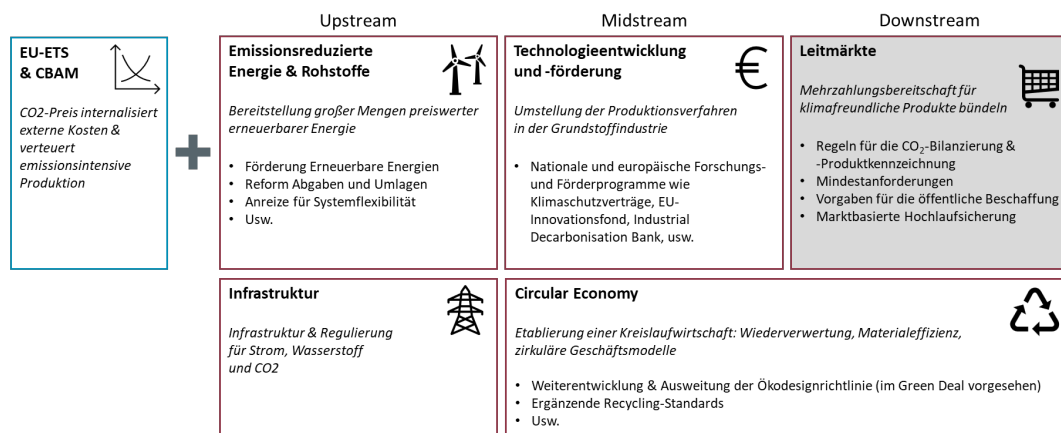 Upstream
Midstream
Downstream
EU-ETS
& CBAM
CO2-Preis internalisiert
externe Kosten &
verteuert
emissionsintensive
Produktion
Emissionsreduzierte
Energie & Rohstoffe
Bereitstellung großer Mengen preiswerter
erneuerbarer Energie
• Förderung Erneuerbare Energien
• Reform Abgaben und Umlagen
• Anreize für Systemflexibilität
• Usw.
Technologieentwicklung
und -förderung
Umstellung der Produktionsverfahren
in der Grundstoffindustrie
• Nationale und europäische Forschungs-
und Förderprogramme wie
Klimaschutzverträge, EU-
Innovationsfond, Industrial
Decarbonisation Bank, usw.
Leitmärkte
Mehrzahlungsbereitschaft für
klimafreundliche Produkte bündeln
• Regeln für die CO₂-Bilanzierung &
-Produktkennzeichnung
• Mindestanforderungen
• Vorgaben für die öffentliche Beschaffung
• Marktbasierte Hochlaufsicherung
Infrastruktur
Infrastruktur & Regulierung
für Strom, Wasserstoff
und CO2
Circular Economy
Etablierung einer Kreislaufwirtschaft: Wiederverwertung, Materialeffizienz,
zirkuläre Geschäftsmodelle
• Weiterentwicklung & Ausweitung der Ökodesignrichtlinie (im Green Deal vorgesehen)
• Ergänzende Recycling-Standards
• Usw.